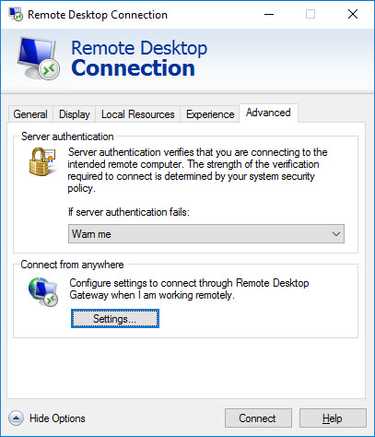 Remote Desktop Connection
Remote Desktop
Connection
General Display Local Resources Experience Advanced
Server authentication
Server authentication verifies that you are connecting to the
intended remote computer. The strength of the verification
required to connect is determined by your system security
policy.
If server authentication fails:
Warn me
Connect from anywhere
Configure settings to connect through Remote Desktop
Gateway when I am working remotely.
Settings...
Hide Options Connect Help